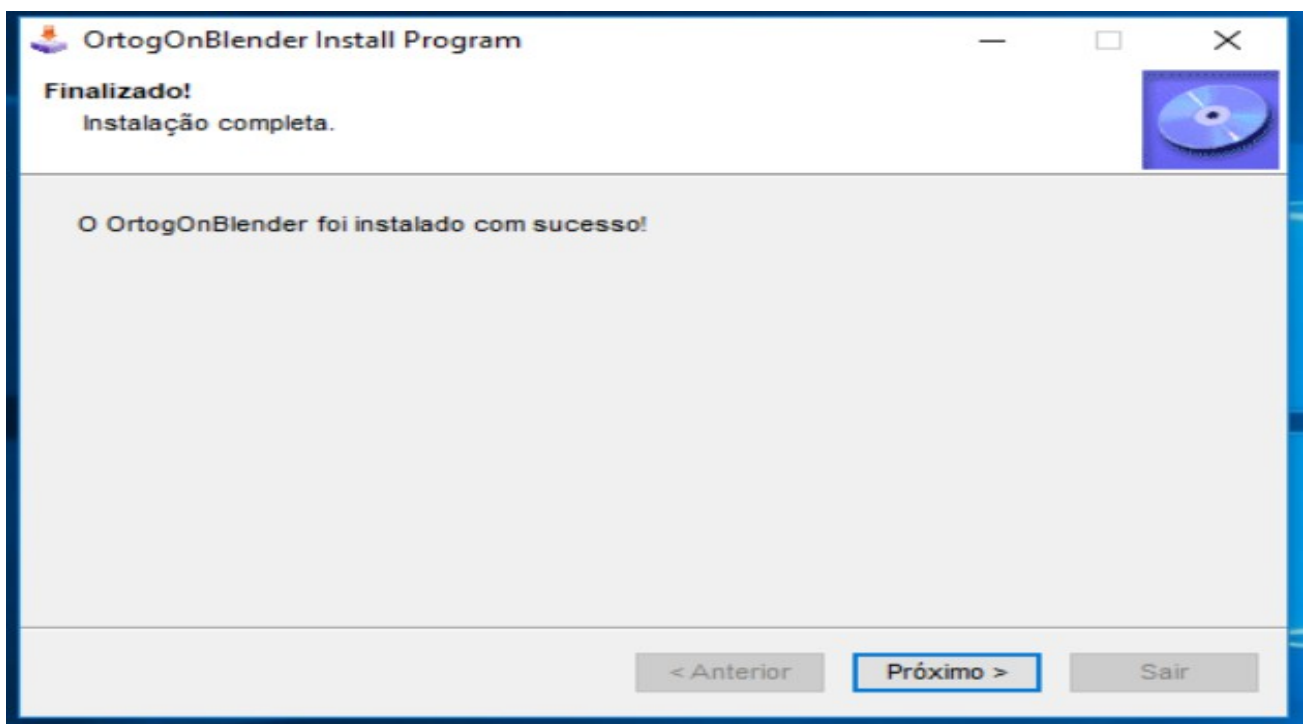 OrtogOnBlender Install Program
Finalizado!
Instalação completa.
O OrtogOnBlender foi instalado com sucesso!
< Anterior
Próximo >
Sair